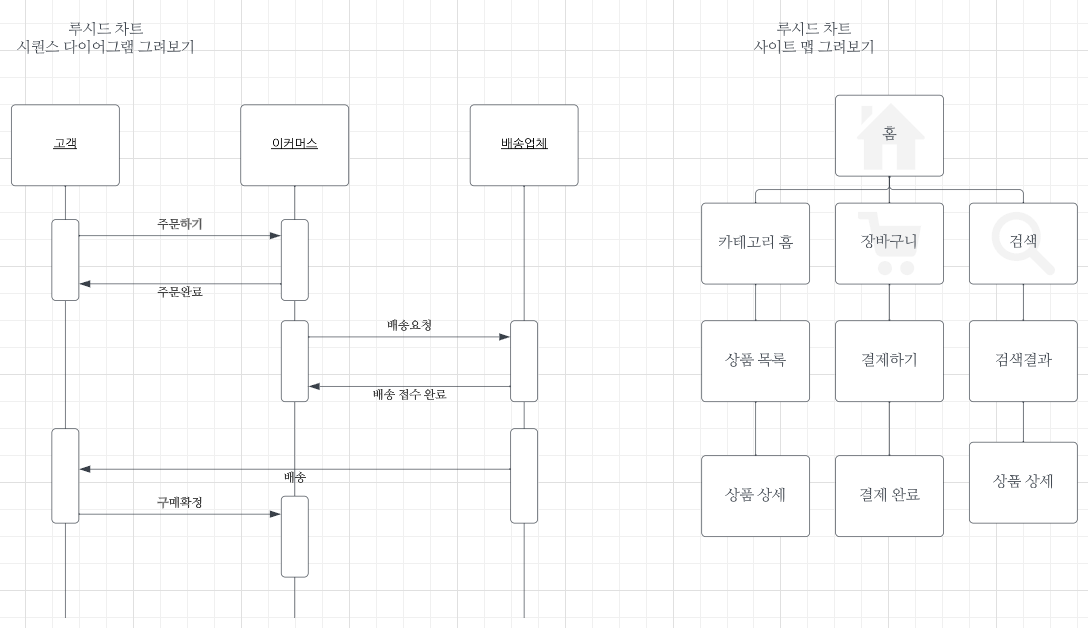 루시드 차트
시퀀스 다이어그램 그려보기
고객
이커머스
배송업체
주문하기
주문완료
배송요청
배송 접수 완료
배송
구매확정
루시드 차트
사이트 맵 그려보기
홈
카테고리 홈
장바구니
검색
상품 목록
결제하기
검색결과
상품 상세
결제 완료
상품 상세